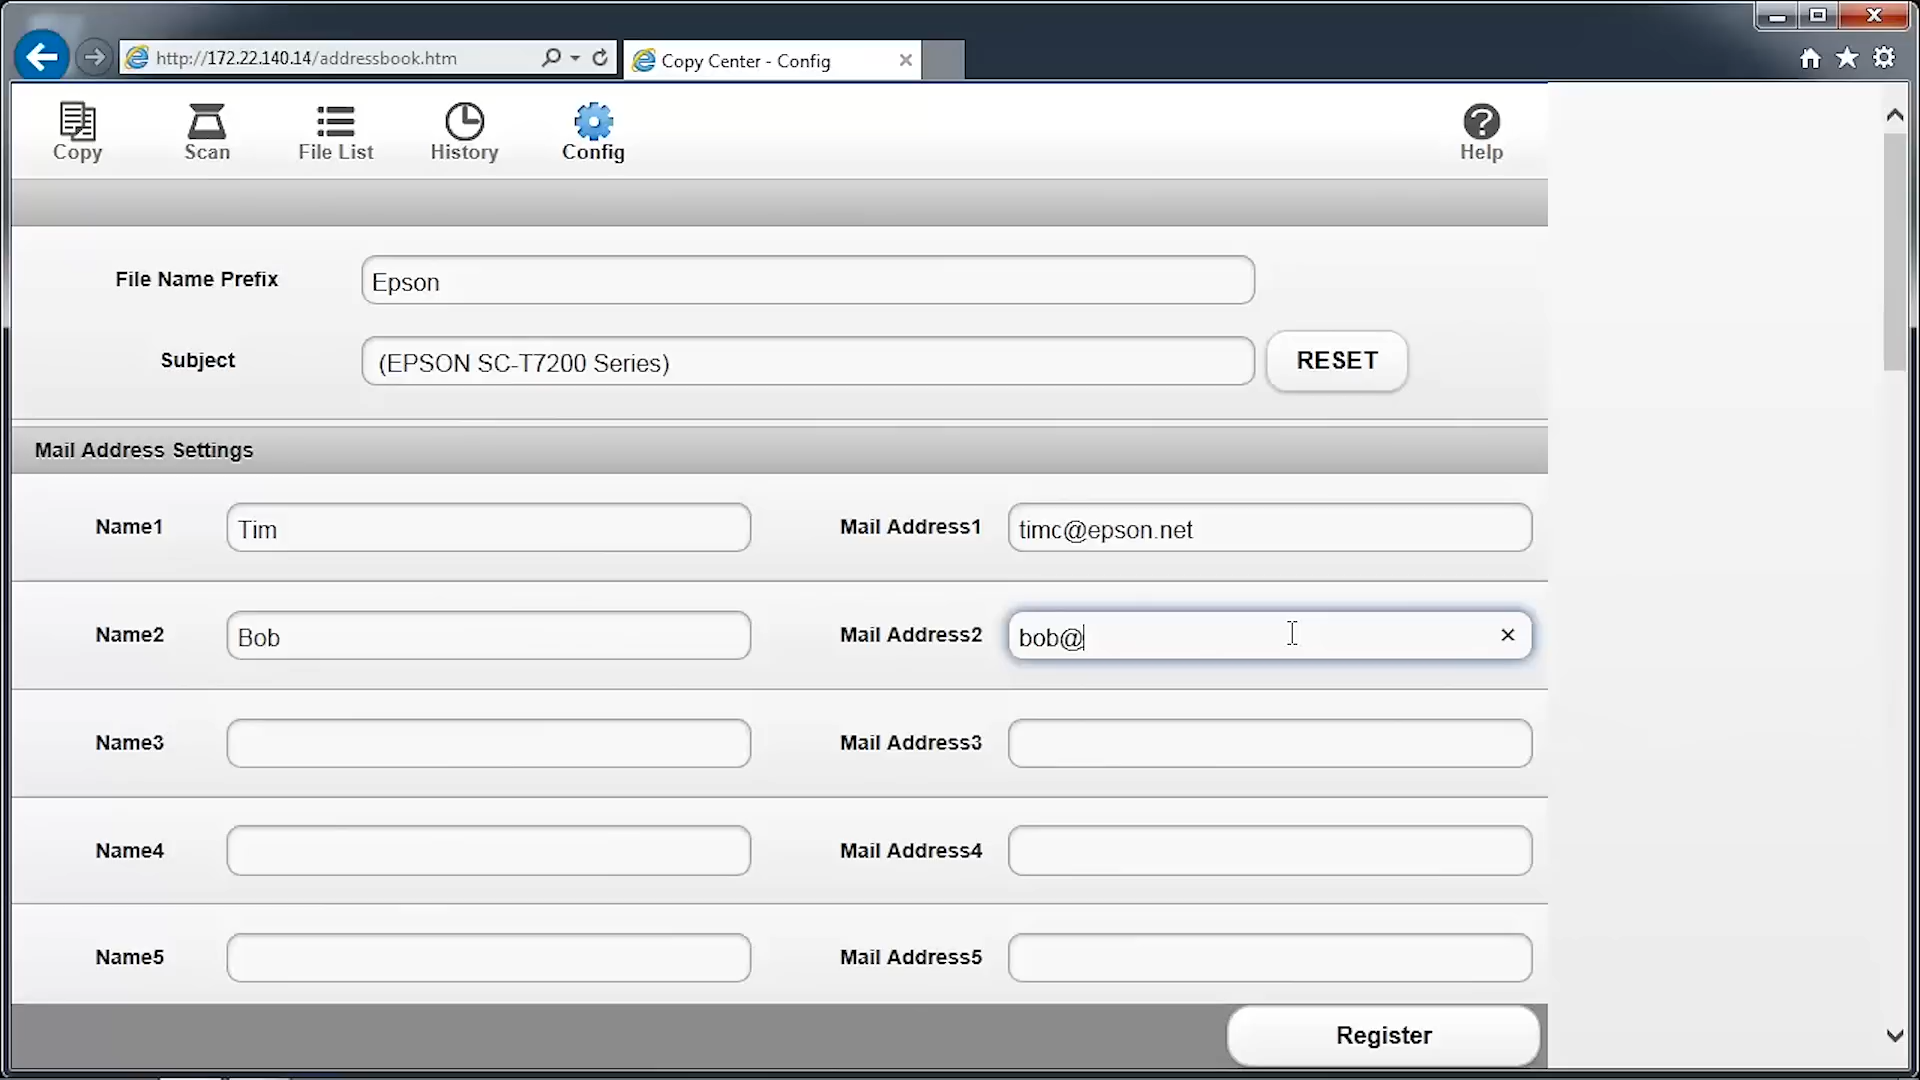 http://172.22.140.14/addressbook.htm
Copy Center - Config
Copy
Scan
File List
History
Config
Help
File Name Prefix
Epson
Subject
(EPSON SC-T7200 Series)
RESET
Mail Address Settings
Name1
Tim
Mail Address1
timc@epson.net
Name2
Bob
Mail Address2
bob@
Name3
Mail Address3
Name4
Mail Address4
Name5
Mail Address5
Register